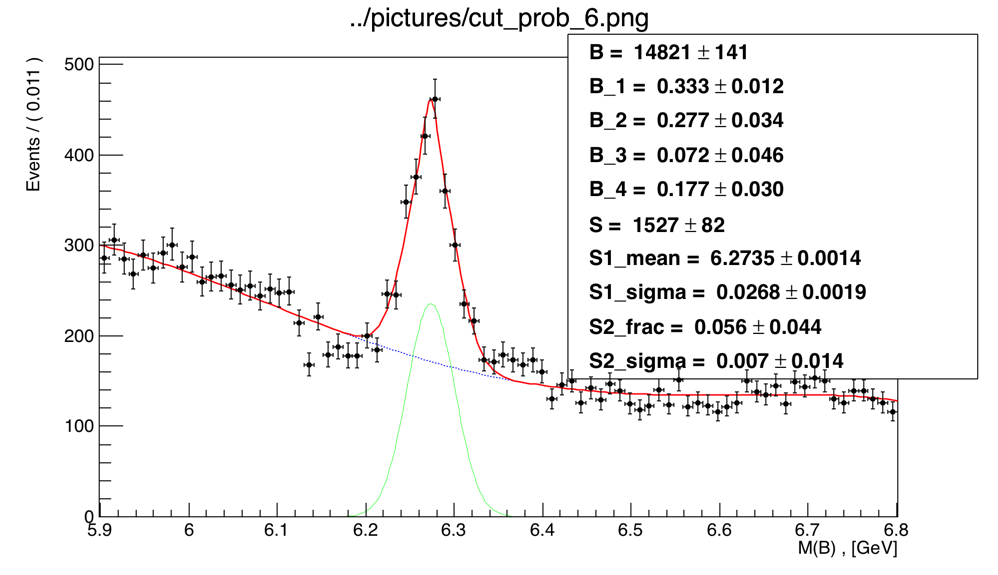 ../pictures/cut_prob_6.png
Events / ( 0.011 )
500
400
300
200
100
0
B = 14821 ± 141
B_1 = 0.333 ± 0.012
B_2 = 0.277 ± 0.034
B_3 = 0.072 ± 0.046
B_4 = 0.177 ± 0.030
S = 1527 ± 82
S1_mean = 6.2735 ± 0.0014
S1_sigma = 0.0268 ± 0.0019
S2_frac = 0.056 ± 0.044
S2_sigma = 0.007 ± 0.014
5.9 6 6.1 6.2 6.3 6.4 6.5 6.6 6.7 6.8
M(B) , [GeV]